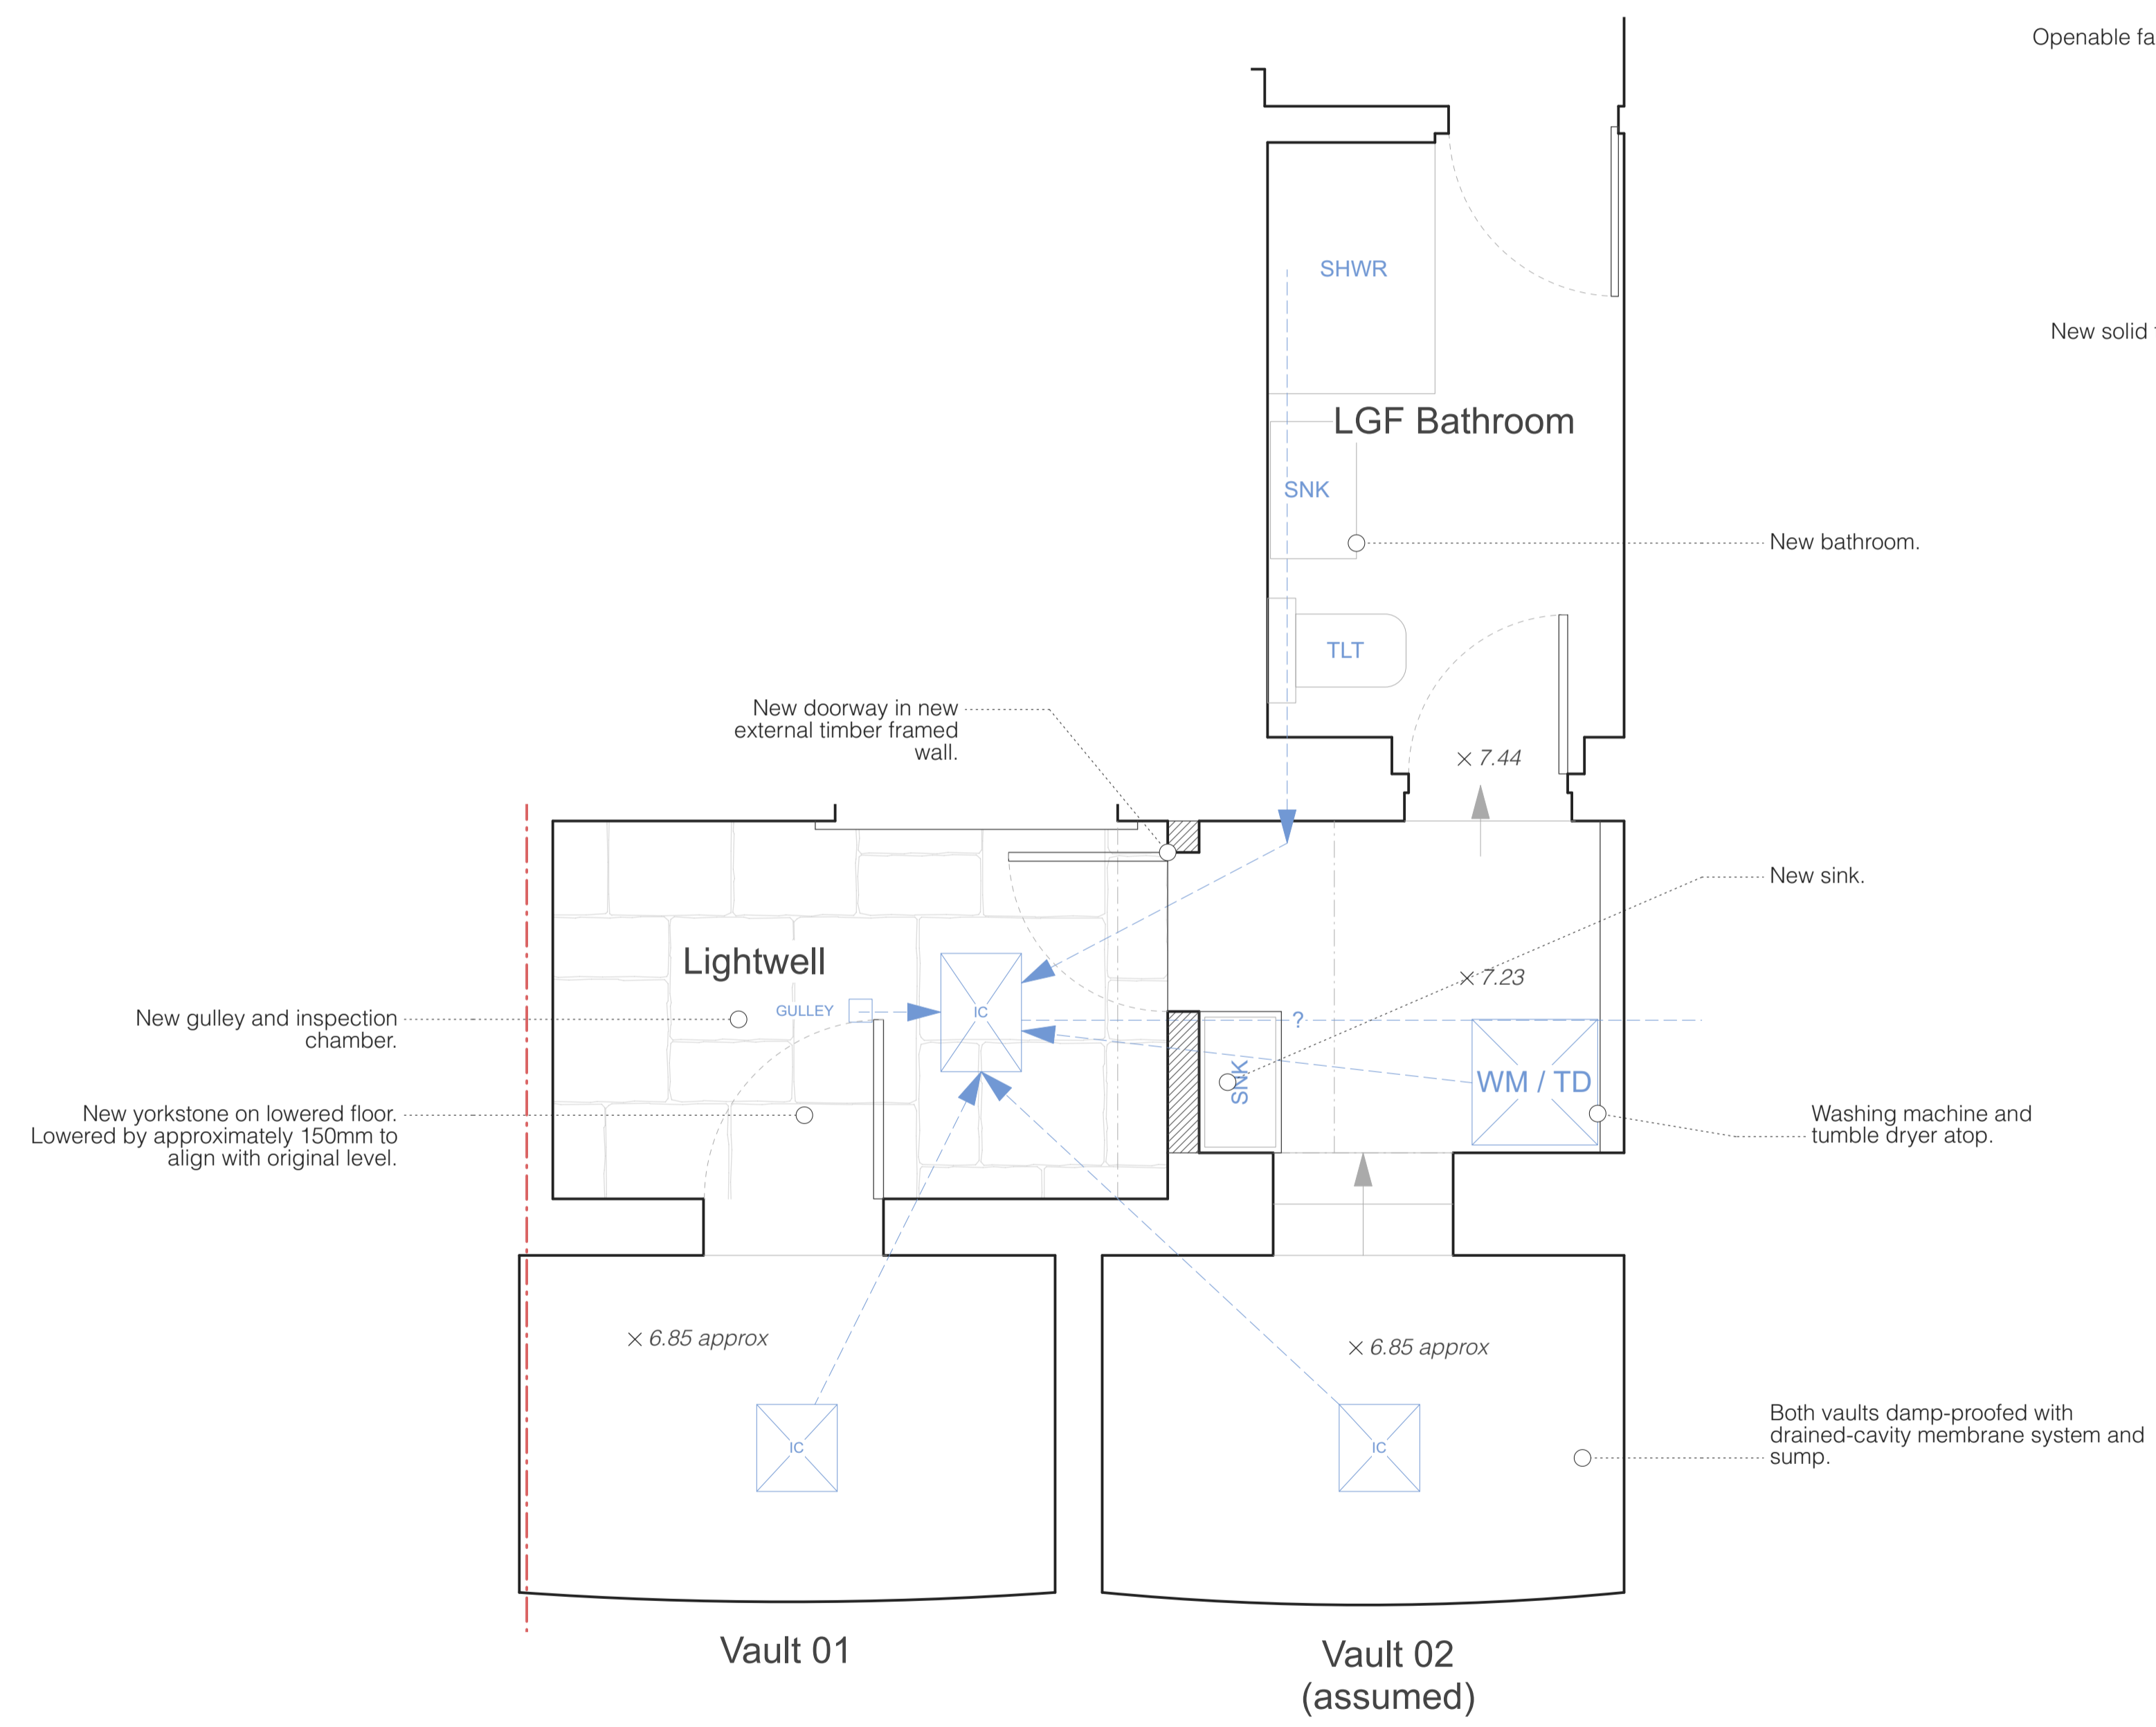 Openable fa
SHWR
New solid
LGF Bathroom
SNK
New bathroom.
TLT
New doorway in new
external timber framed
wall.
× 7.44
New sink.
Lightwell
× 7.23
GULLEY
IC
?
New gulley and inspection
chamber.
SNK
WM / TD
New yorkstone on lowered floor.
Lowered by approximately 150mm to
align with original level.
Washing machine and
tumble dryer atop.
× 6.85 approx
× 6.85 approx
Both vaults damp-proofed with
drained-cavity membrane system and
sump.
IC
IC
Vault 01
Vault 02
(assumed)